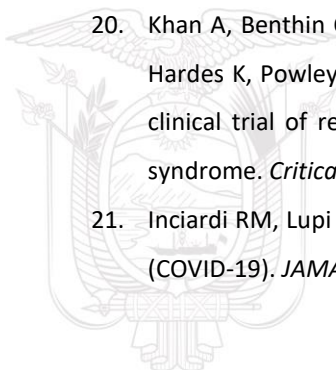 20. Khan A, Benthin
Hardes K, Powley
clinical trial of re
syndrome. Critica
21. Inciardi RM, Lupi
(COVID-19). JAMA